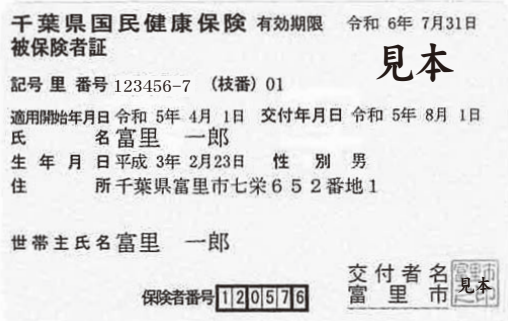 千葉県国民健康保険 有効期限 令和 6年 7月31日
被保険者証
見本
記号 里 番号 123456-7 (枝番) 01
適用開始年月日 令和 5年 4月 1日 交付年月日 令和 5年 8月 1日
氏 名 富里 一郎
生年月日 平成 3年 2月23日 性別 男
住 所 千葉県富里市七栄652番地1
世帯主氏名 富里 一郎
交付者名
富里市
見本
保険者番号 120576